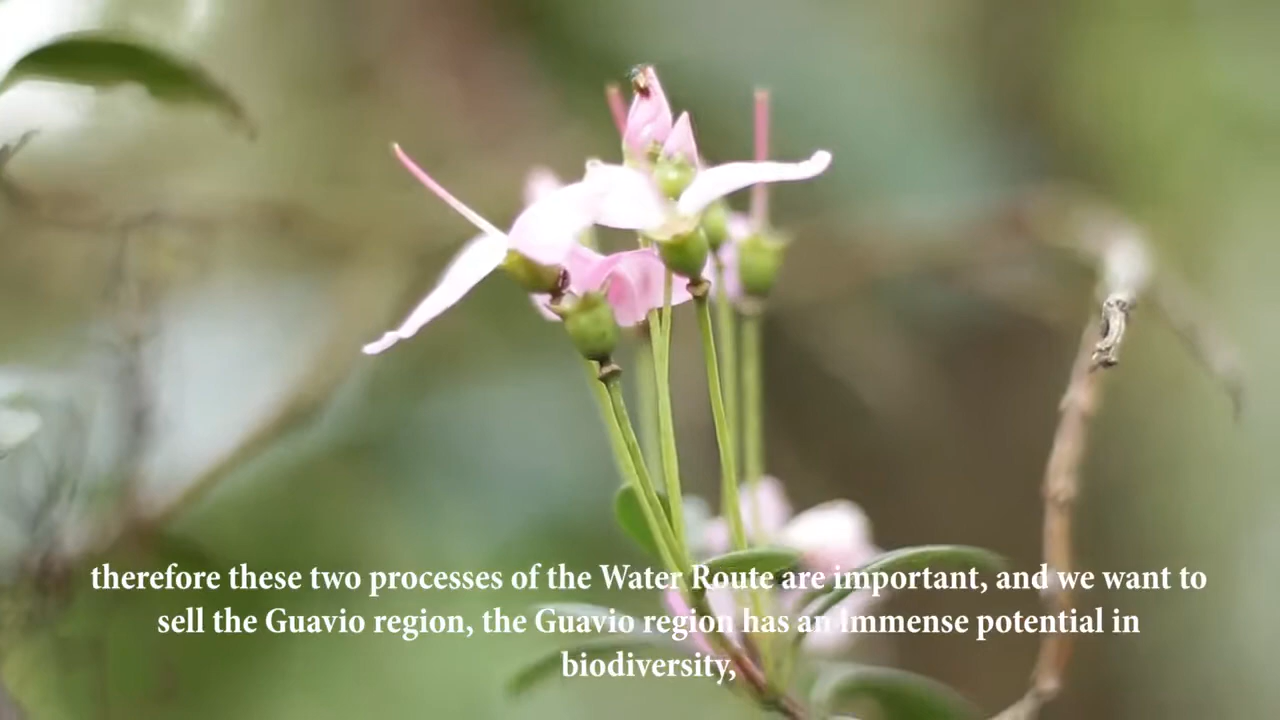 therefore these two processes of the Water Route are important, and we want to
sell the Guavio region, the Guavio region has an immense potential in
biodiversity,